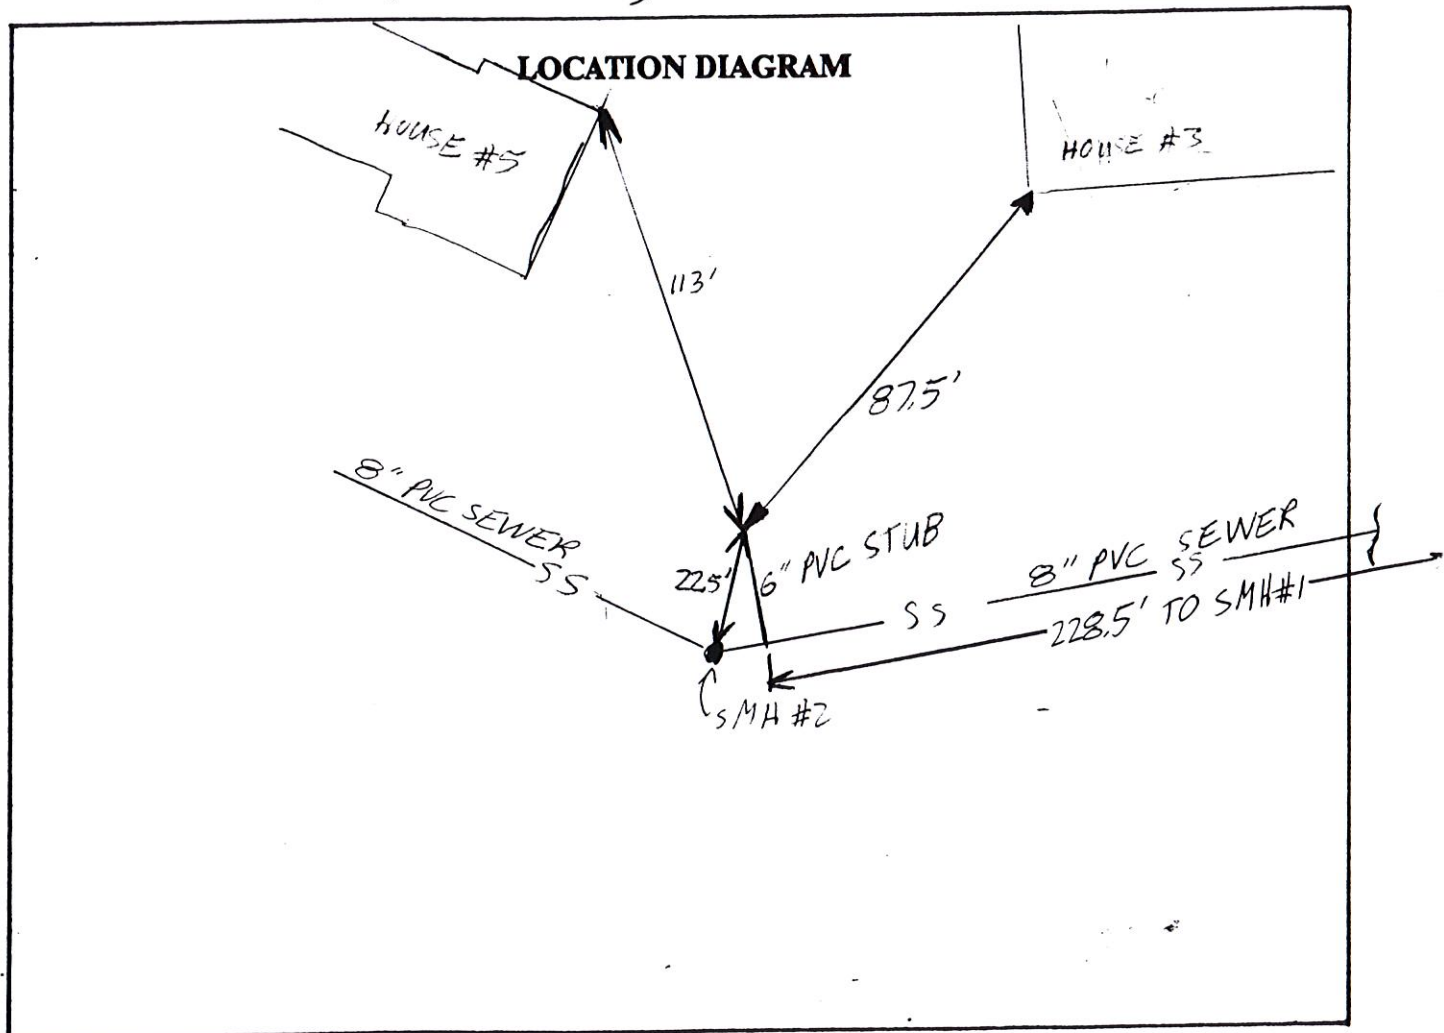 LOCATION DIAGRAM
HOUSE #5
HOUSE #3
113'
87.5'
8" PVC SEWER
SS
22.5'
6" PVC STUB
8" PVC SEWER
SS
SS
228.5' TO SMH#1
SMH #2